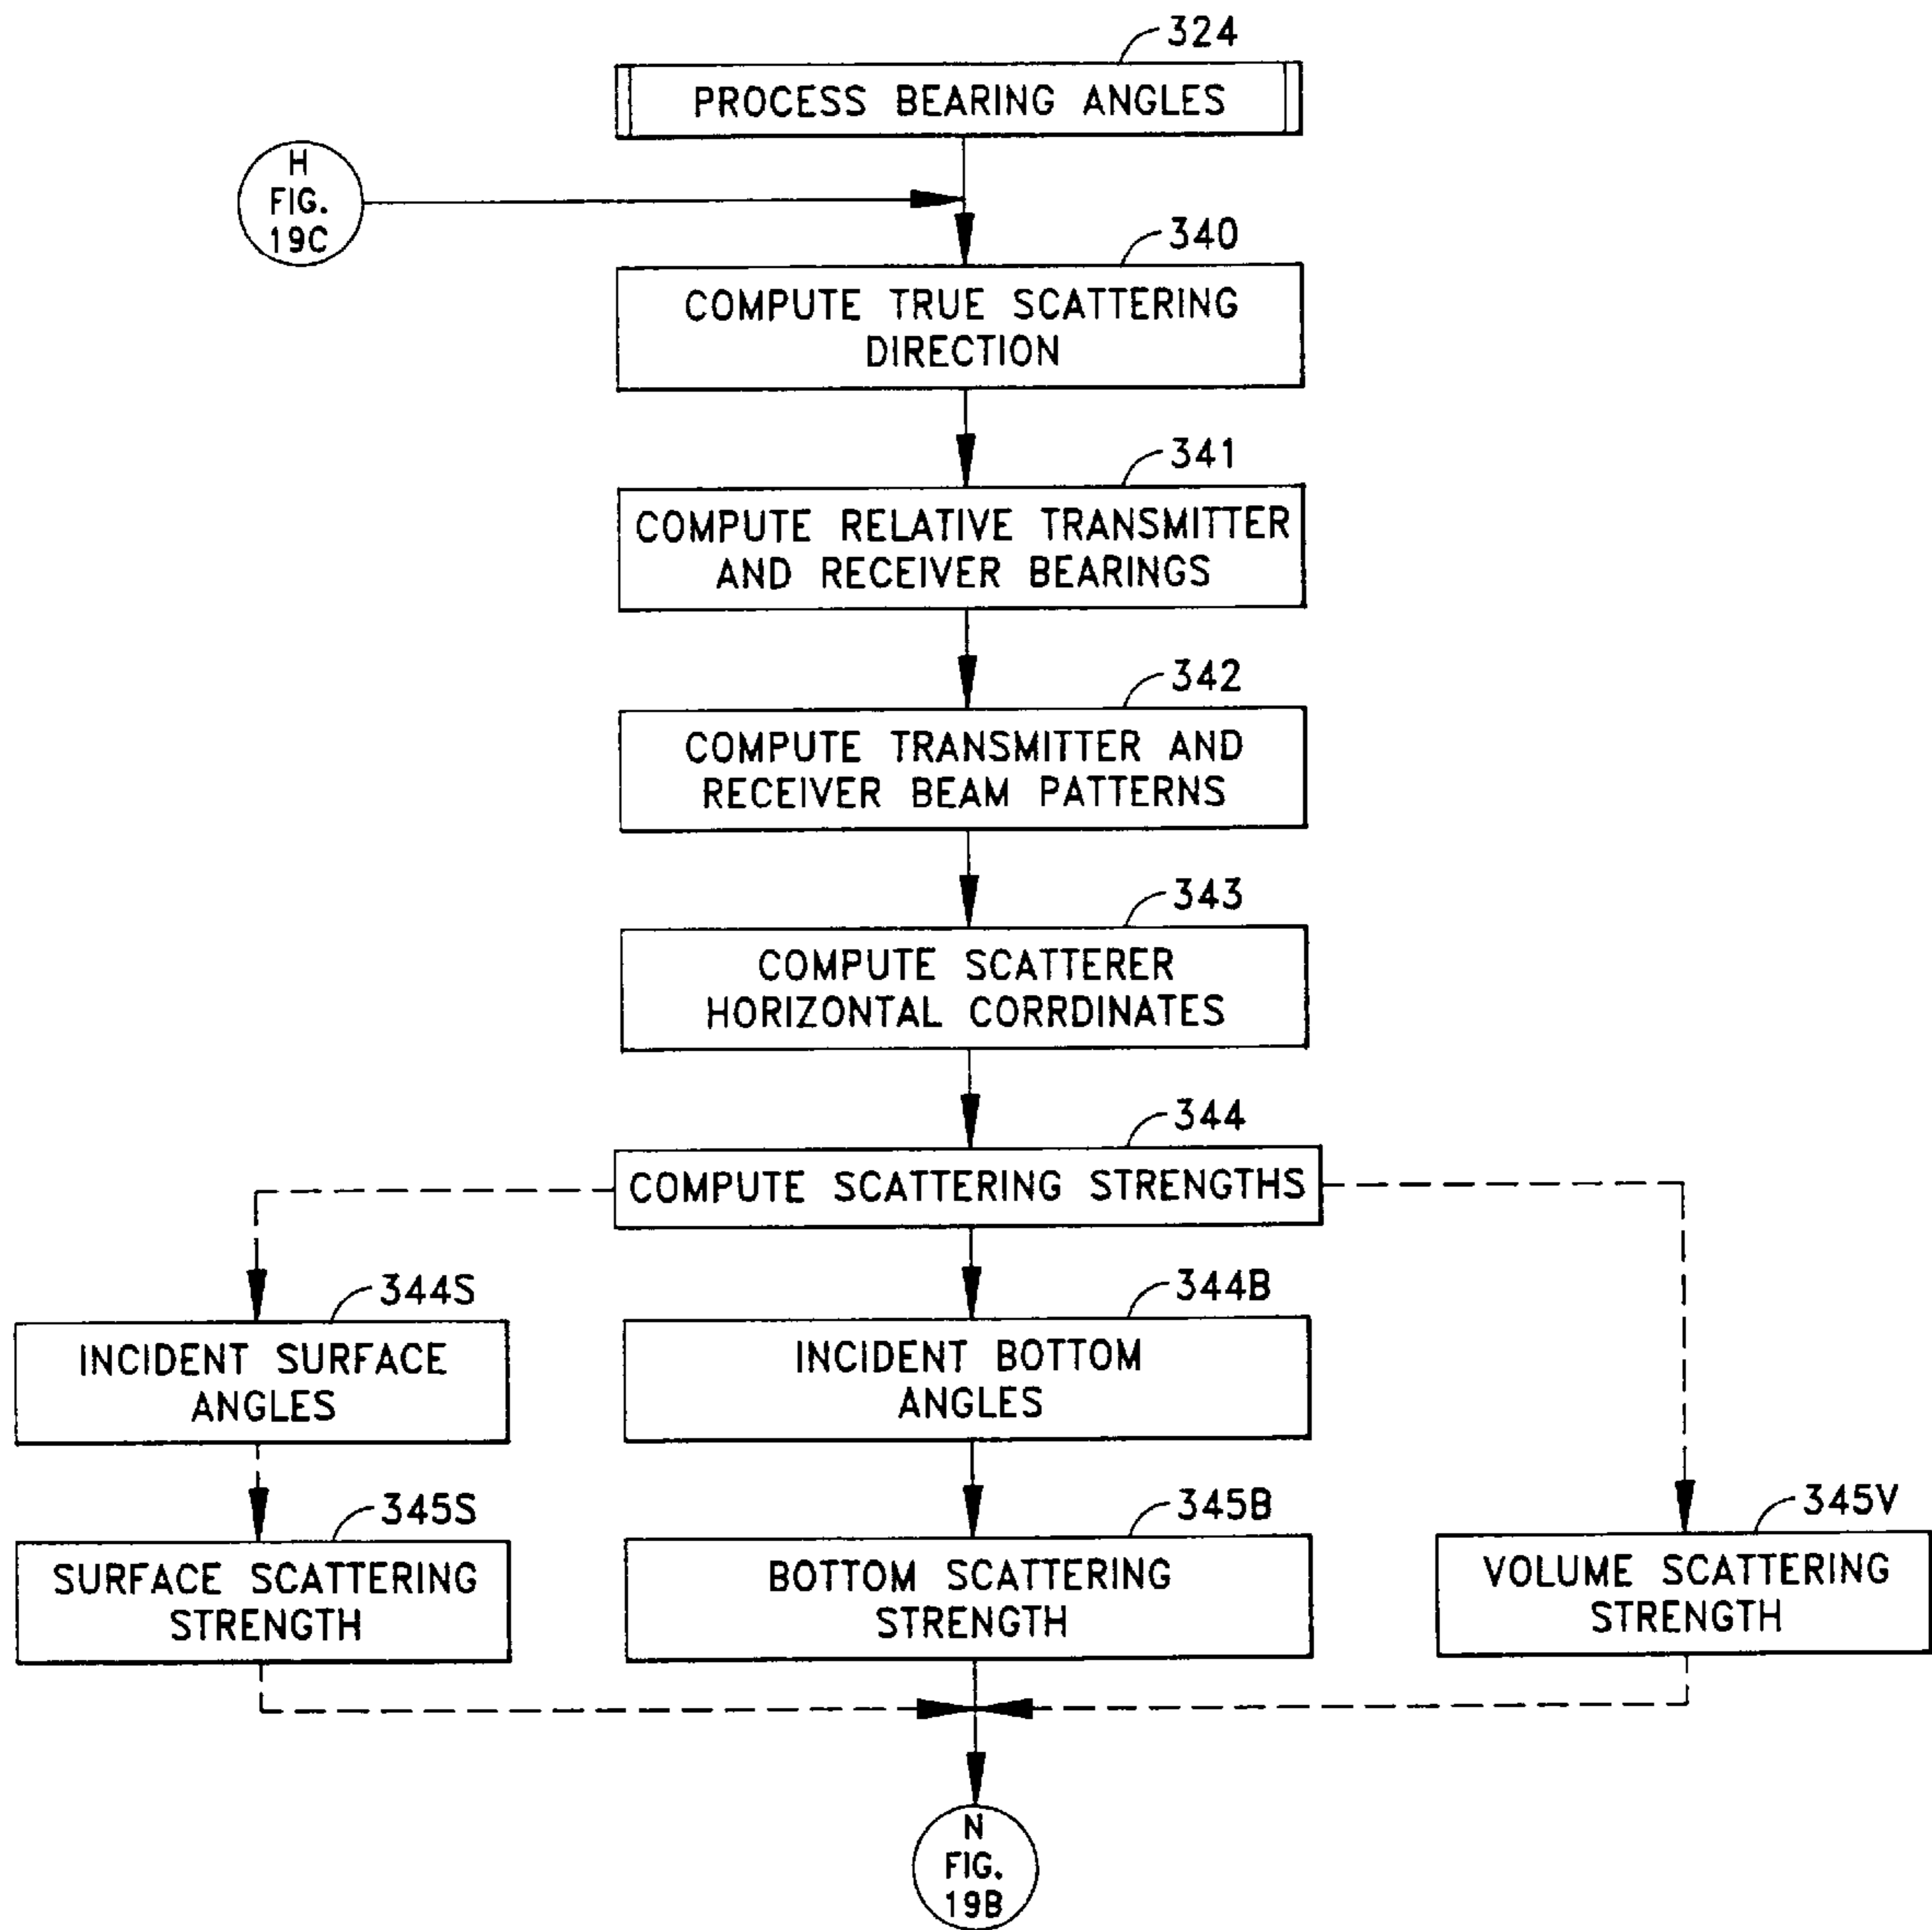 324
PROCESS BEARING ANGLES
H
FIG.
19C
340
COMPUTE TRUE SCATTERING
DIRECTION
341
COMPUTE RELATIVE TRANSMITTER
AND RECEIVER BEARINGS
342
COMPUTE TRANSMITTER AND
RECEIVER BEAM PATTERNS
343
COMPUTE SCATTERER
HORIZONTAL CORRDINATES
344
COMPUTE SCATTERING STRENGTHS
344S
INCIDENT SURFACE
ANGLES
344B
INCIDENT BOTTOM
ANGLES
345S
SURFACE SCATTERING
STRENGTH
345B
BOTTOM SCATTERING
STRENGTH
345V
VOLUME SCATTERING
STRENGTH
N
FIG.
19B